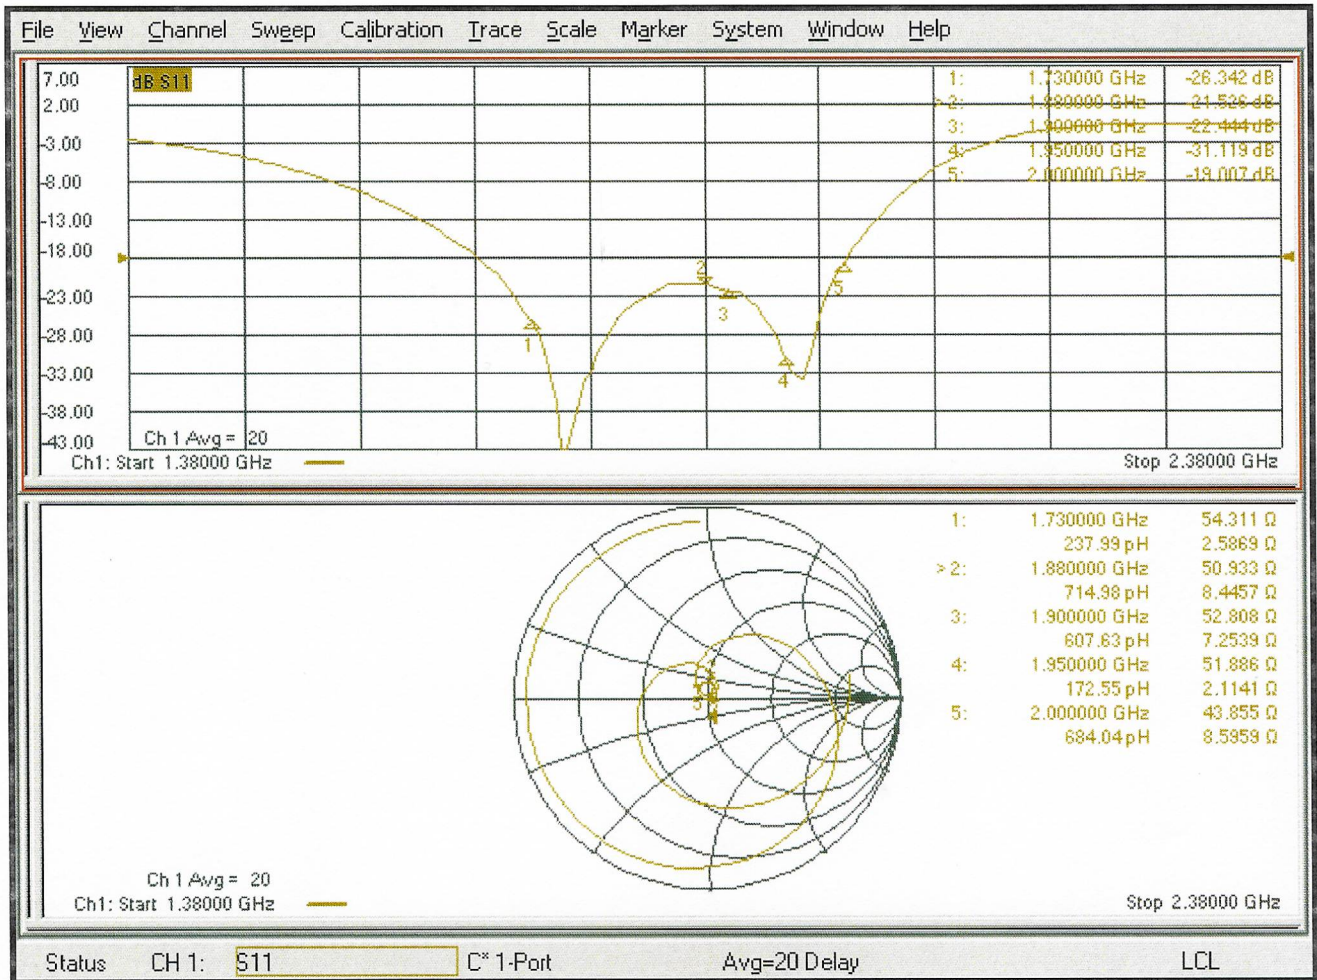 File View Channel Sweep Calibration Trace Scale Marker System Window Help
7.00
2.00
-3.00
-8.00
-13.00
-18.00
-23.00
-28.00
-33.00
-38.00
-43.00
dB S11
1: 1.730000 GHz -26.342 dB
>2: 1.880000 GHz -21.526 dB
3: 1.900000 GHz -22.444 dB
4: 1.950000 GHz -31.119 dB
5: 2.000000 GHz -19.007 dB
2
1
3
4
5
Ch 1 Avg = 20
Ch1: Start 1.38000 GHz
Stop 2.38000 GHz
1: 1.730000 GHz 54.311 Ω
237.99 pH 2.5869 Ω
>2: 1.880000 GHz 50.933 Ω
714.98 pH 8.4457 Ω
3: 1.900000 GHz 52.808 Ω
607.63 pH 7.2539 Ω
4: 1.950000 GHz 51.886 Ω
172.55 pH 2.1141 Ω
5: 2.000000 GHz 43.855 Ω
684.04 pH 8.5959 Ω
Ch 1 Avg = 20
Ch1: Start 1.38000 GHz
Stop 2.38000 GHz
Status CH 1: S11 C* 1-Port Avg=20 Delay LCL